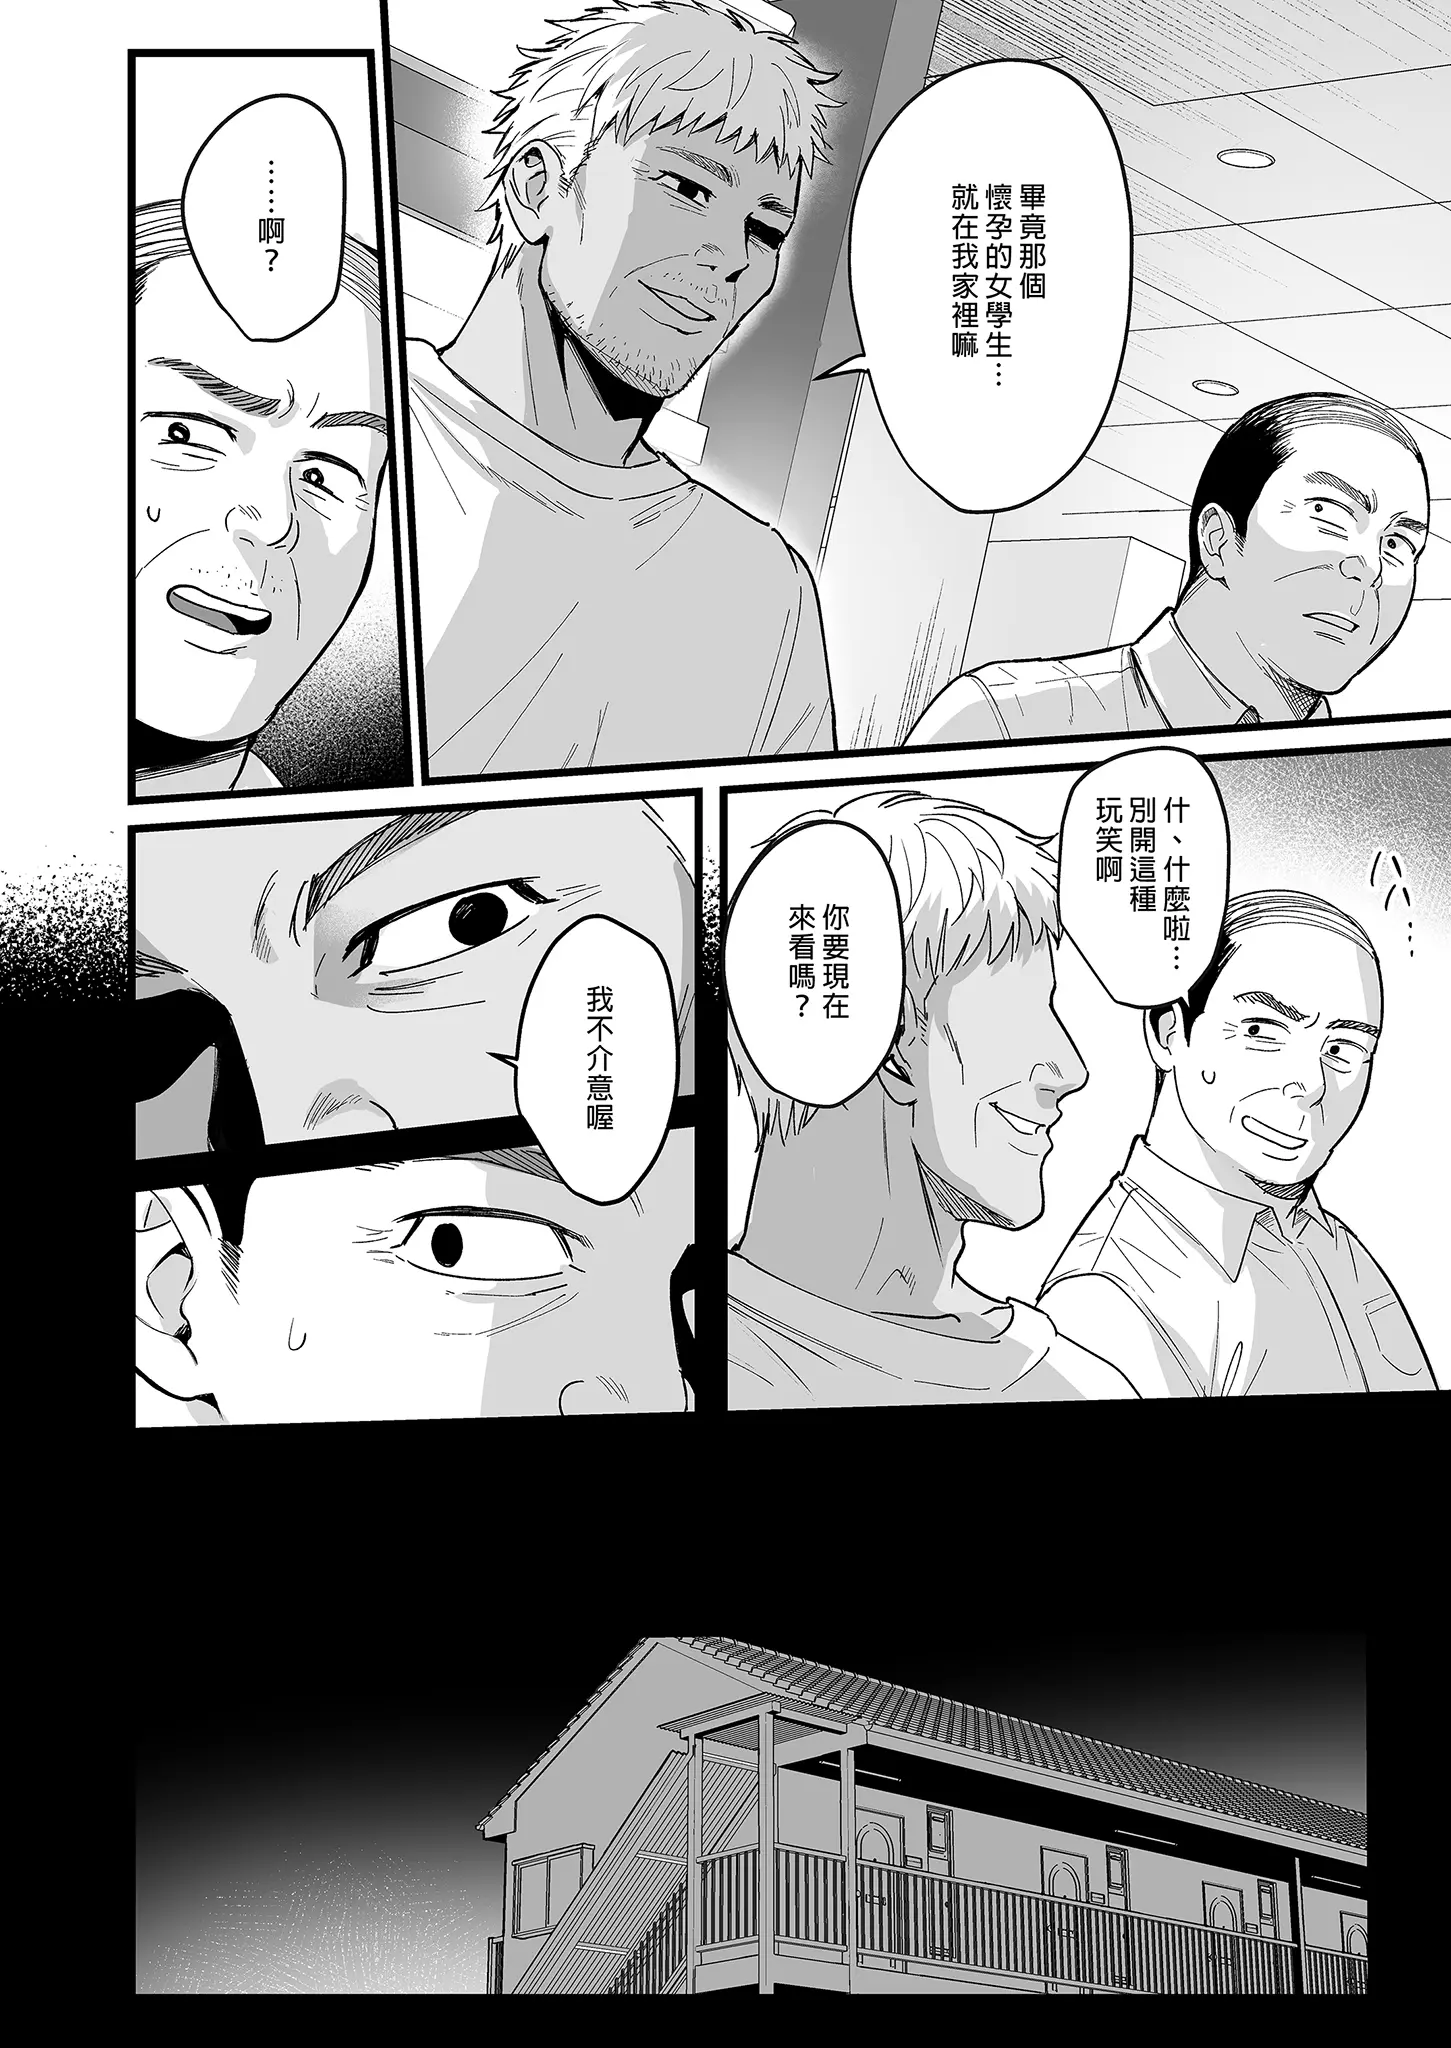 畢竟那個
懷孕的女學生…
就在我家裡嘛
……啊？
什、什麼啦…
別開這種
玩笑啊
你要現在
來看嗎？
我不介意喔